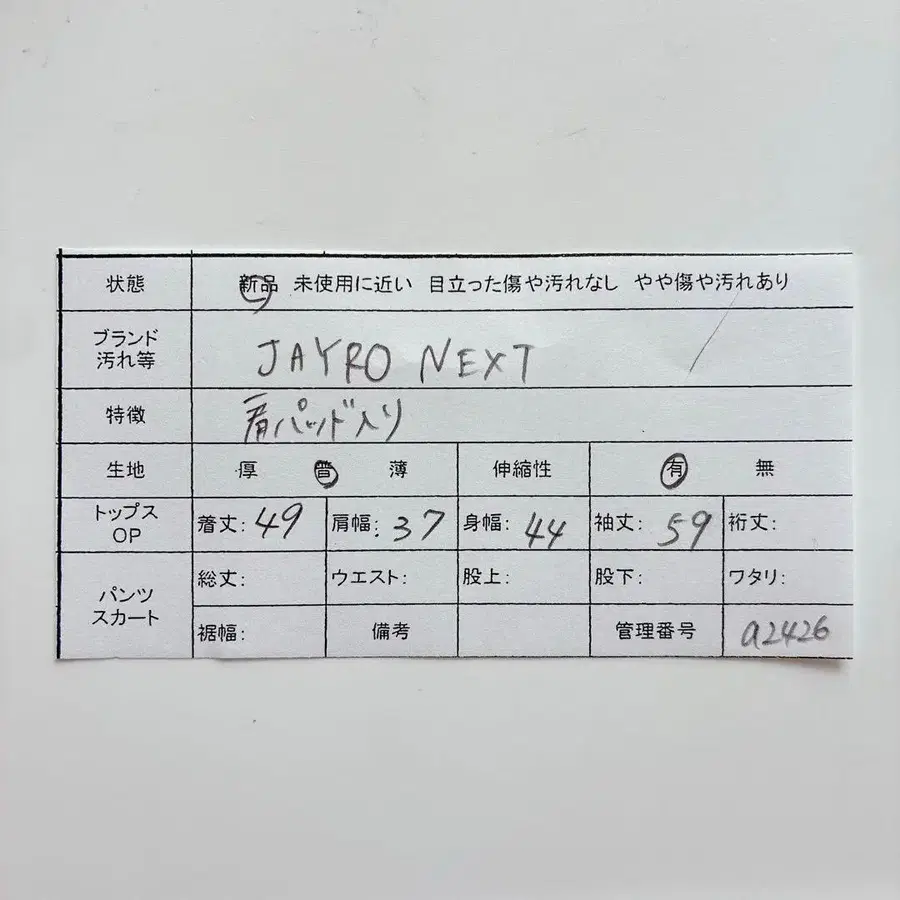 状態 新品 未使用に近い 目立った傷や汚れなし やや傷や汚れあり
ブランド
汚れ等 JAYRO NEXT
特徴 肩パッド入り
生地 厚 普 薄 伸縮性 有 無
トップス
OP 着丈:49 肩幅:37 身幅:44 袖丈:59 裄丈:
パンツ
スカート
総丈: ウエスト: 股上: 股下: ワタリ:
裾幅: 備考 管理番号 a2426